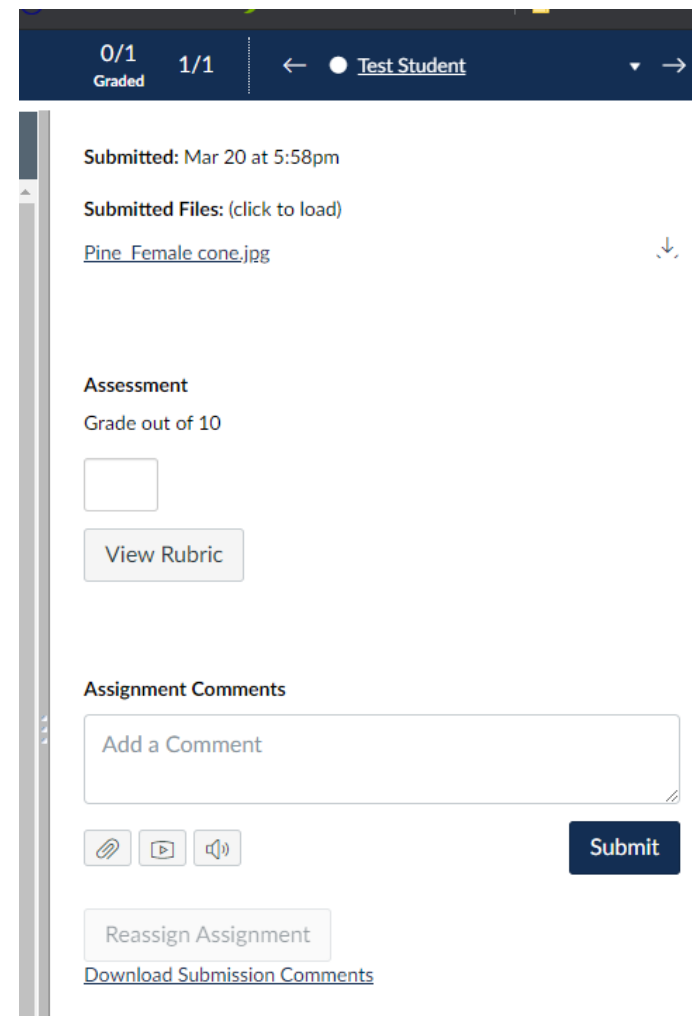 0/1
Graded
1/1
Test Student
Submitted: Mar 20 at 5:58pm
Submitted Files: (click to load)
Pine_Female cone.jpg
Assessment
Grade out of 10
View Rubric
Assignment Comments
Add a Comment
Submit
Reassign Assignment
Download Submission Comments